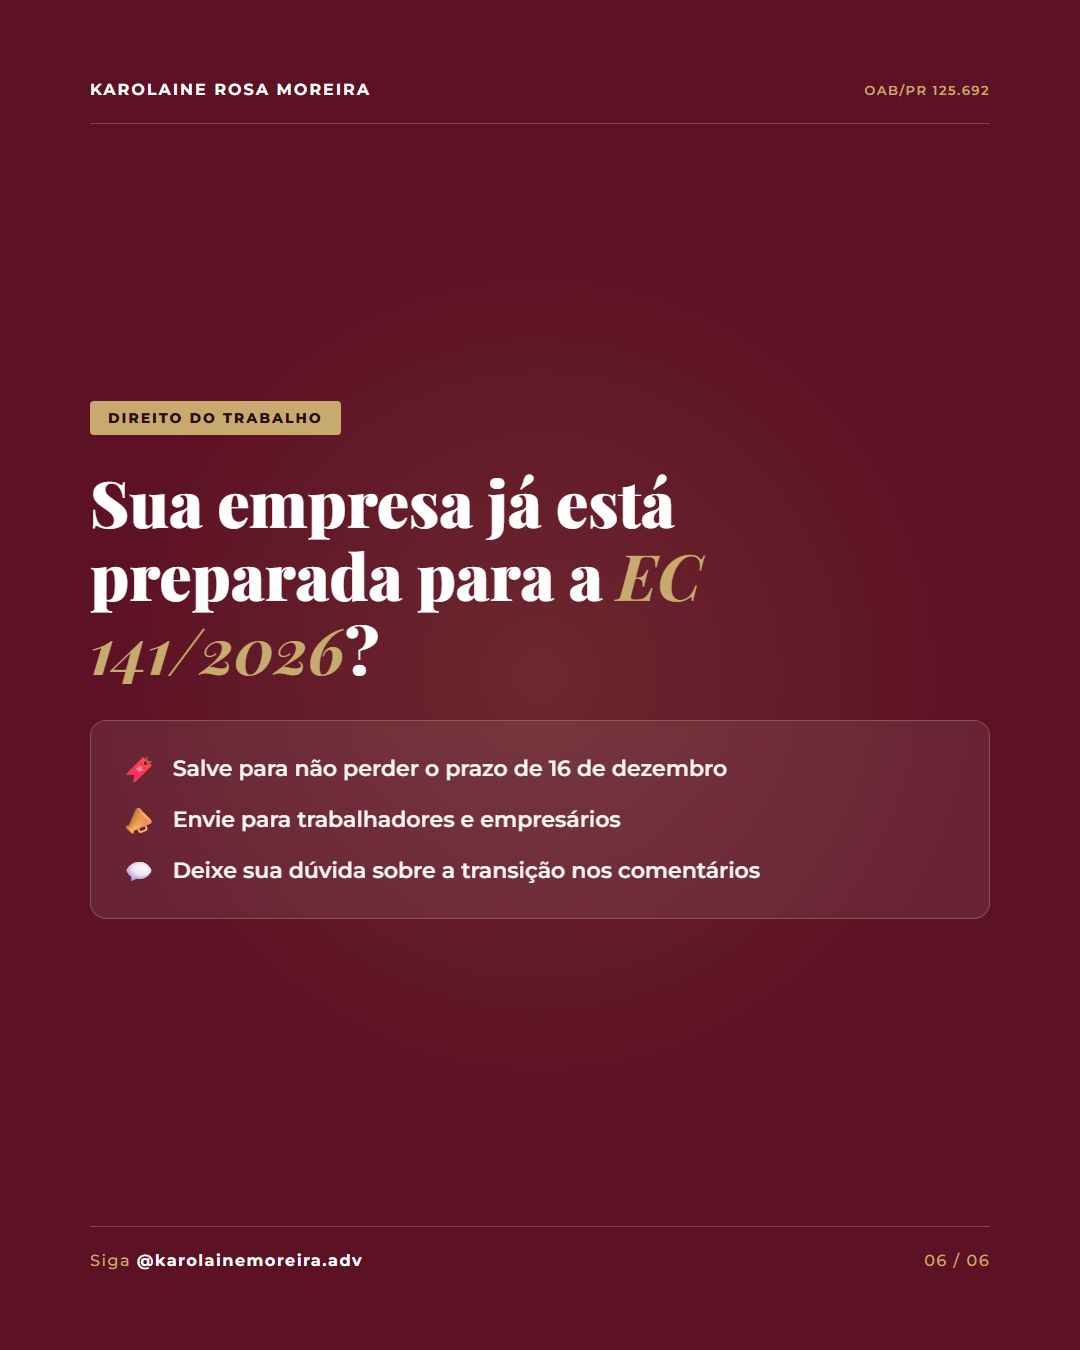 KAROLAINE ROSA MOREIRA
OAB/PR 125.692
DIREITO DO TRABALHO
Sua empresa já está
preparada para a EC
141/2026?
Salve para não perder o prazo de 16 de dezembro
Envie para trabalhadores e empresários
Deixe sua dúvida sobre a transição nos comentários
Siga @karolainemoreira.adv
06 / 06